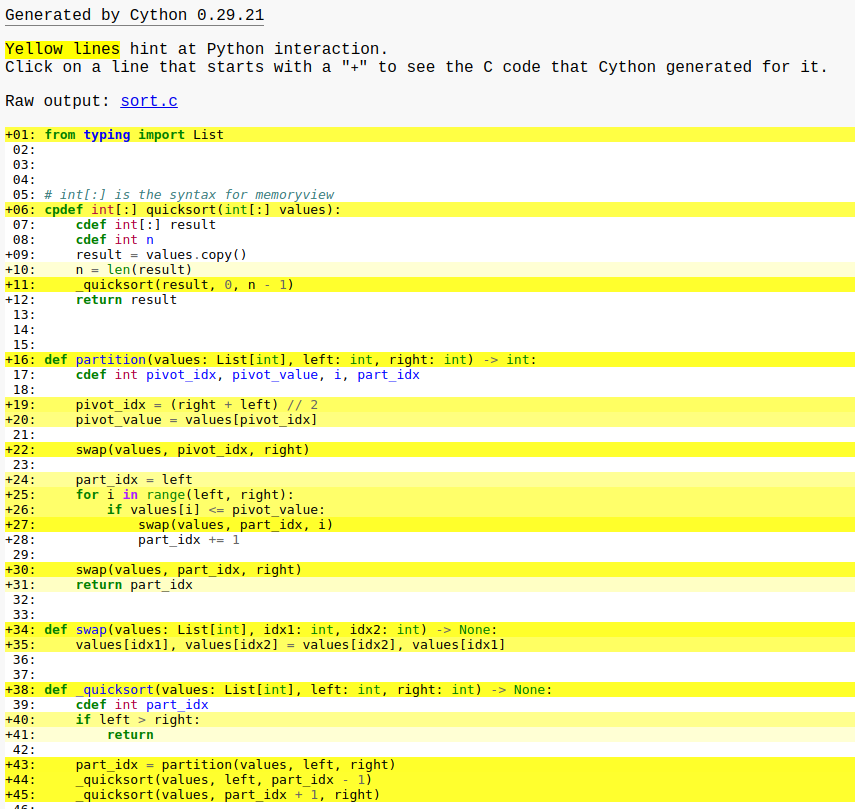 Generated by Cython 0.29.21
Yellow lines hint at Python interaction.
Click on a line that starts with a "+" to see the C code that Cython generated for it.
Raw output: sort.c
+01: from typing import List
 02:
 03:
 04:
 05: # int[:] is the syntax for memoryview
+06: cpdef int[:] quicksort(int[:] values):
 07:     cdef int[:] result
 08:     cdef int n
+09:     result = values.copy()
+10:     n = len(result)
+11:     _quicksort(result, 0, n - 1)
+12:     return result
 13:
 14:
 15:
+16: def partition(values: List[int], left: int, right: int) -> int:
 17:     cdef int pivot_idx, pivot_value, i, part_idx
 18:
+19:     pivot_idx = (right + left) // 2
+20:     pivot_value = values[pivot_idx]
 21:
+22:     swap(values, pivot_idx, right)
 23:
+24:     part_idx = left
+25:     for i in range(left, right):
+26:         if values[i] <= pivot_value:
+27:             swap(values, part_idx, i)
+28:             part_idx += 1
 29:
+30:     swap(values, part_idx, right)
+31:     return part_idx
 32:
 33:
+34: def swap(values: List[int], idx1: int, idx2: int) -> None:
+35:     values[idx1], values[idx2] = values[idx2], values[idx1]
 36:
 37:
+38: def _quicksort(values: List[int], left: int, right: int) -> None:
 39:     cdef int part_idx
+40:     if left > right:
+41:         return
 42:
+43:     part_idx = partition(values, left, right)
+44:     _quicksort(values, left, part_idx - 1)
+45:     _quicksort(values, part_idx + 1, right)